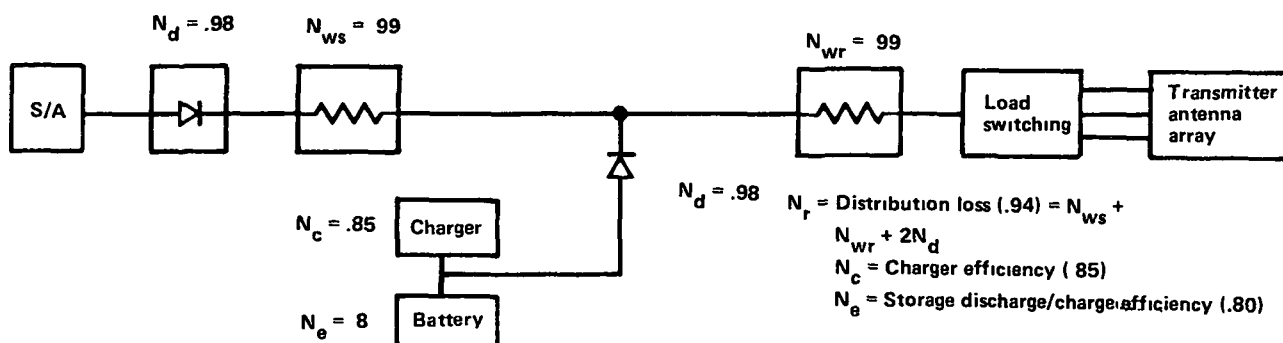 N_d = .98
N_ws = 99
N_wr = 99
S/A
Load
switching
Transmitter
antenna
array
N_d = .98
N_c = .85
Charger
N_e = 8
Battery
N_r = Distribution loss (.94) = N_ws +
N_wr + 2N_d
N_c = Charger efficiency ( 85)
N_e = Storage discharge/charge efficiency (.80)